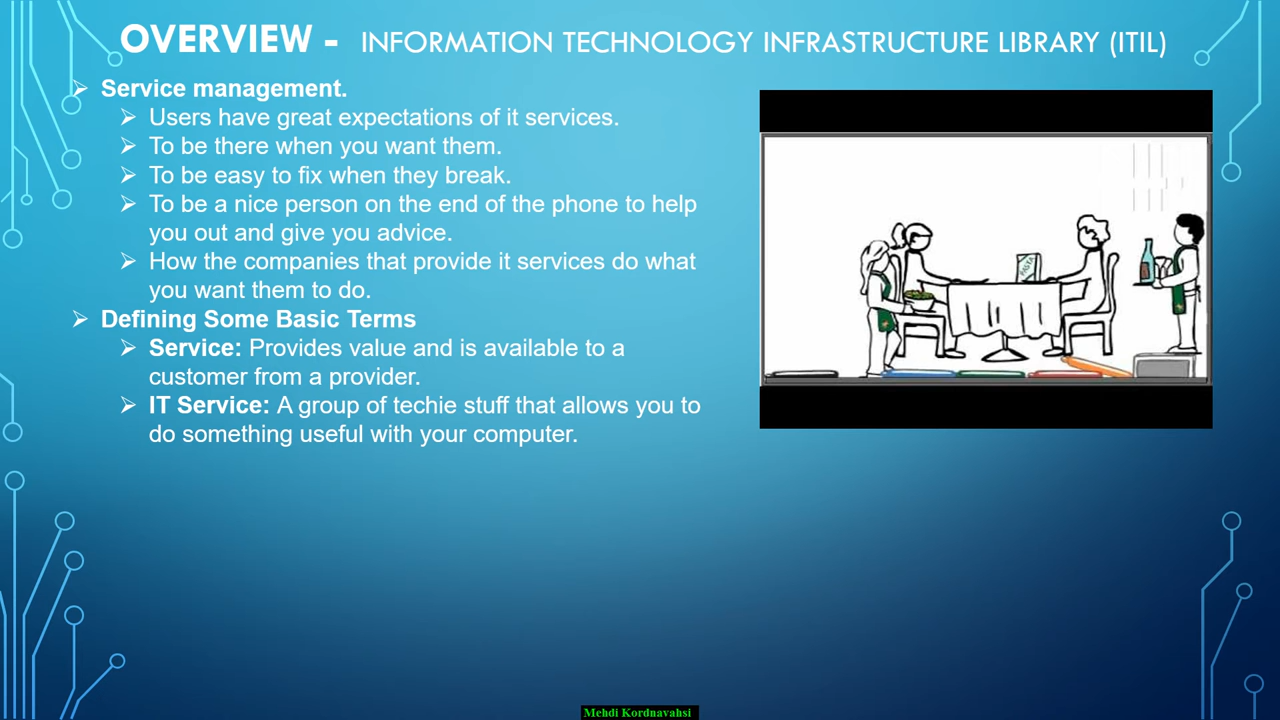 OVERVIEW - INFORMATION TECHNOLOGY INFRASTRUCTURE LIBRARY (ITIL)
Service management.
Users have great expectations of it services.
To be there when you want them.
To be easy to fix when they break.
To be a nice person on the end of the phone to help
you out and give you advice.
How the companies that provide it services do what
you want them to do.
Defining Some Basic Terms
Service: Provides value and is available to a
customer from a provider.
IT Service: A group of techie stuff that allows you to
do something useful with your computer.
PASTA
Mehdi Kordnavahsi